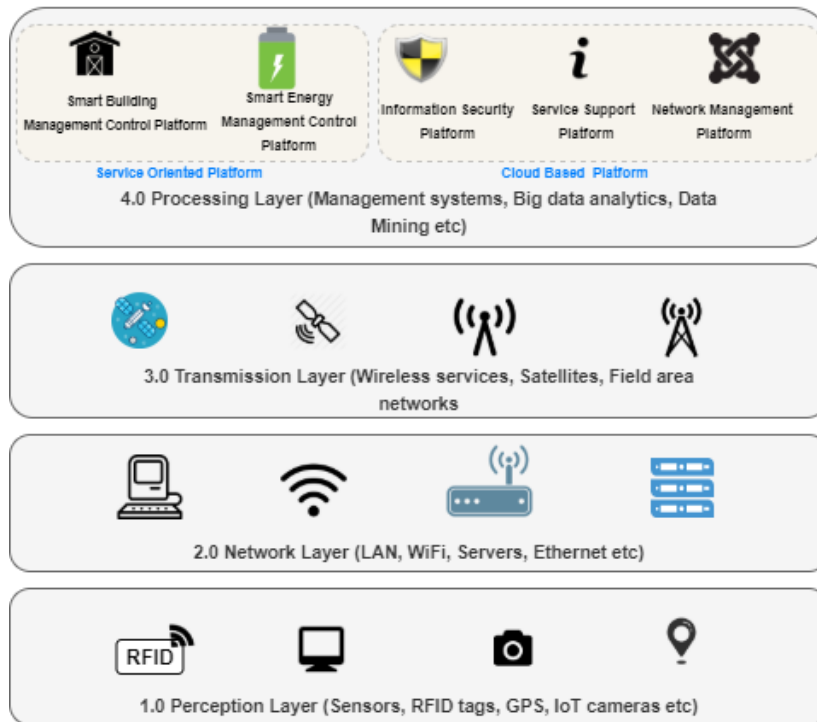 Smart Building
Management Control Platform
Smart Energy
Management Control
Platform
Information Security
Platform
Service Support
Platform
Network Management
Platform
Service Oriented Platform
Cloud Based Platform
4.0 Processing Layer (Management systems, Big data analytics, Data
Mining etc)
3.0 Transmission Layer (Wireless services, Satellites, Field area
networks
2.0 Network Layer (LAN, WiFi, Servers, Ethernet etc)
RFID
1.0 Perception Layer (Sensors, RFID tags, GPS, IoT cameras etc)